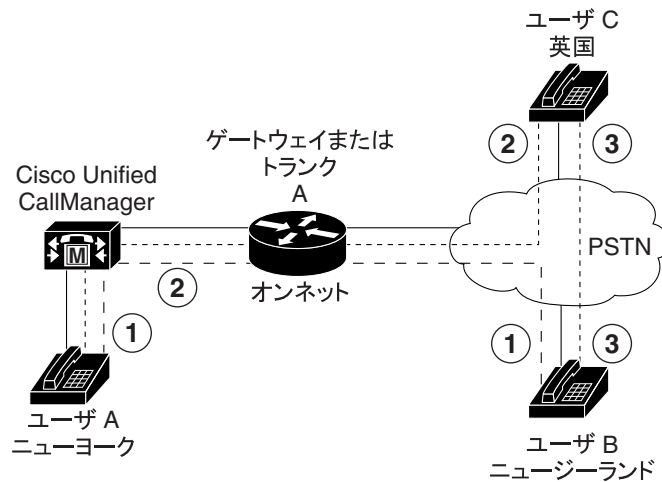 ユーザ C
英国
ゲートウェイまたは
トランク
A
2
3
Cisco Unified
CallManager
M
PSTN
2
オンネット
1
1
3
ユーザ A
ニューヨーク
ユーザ B
ニュージーランド